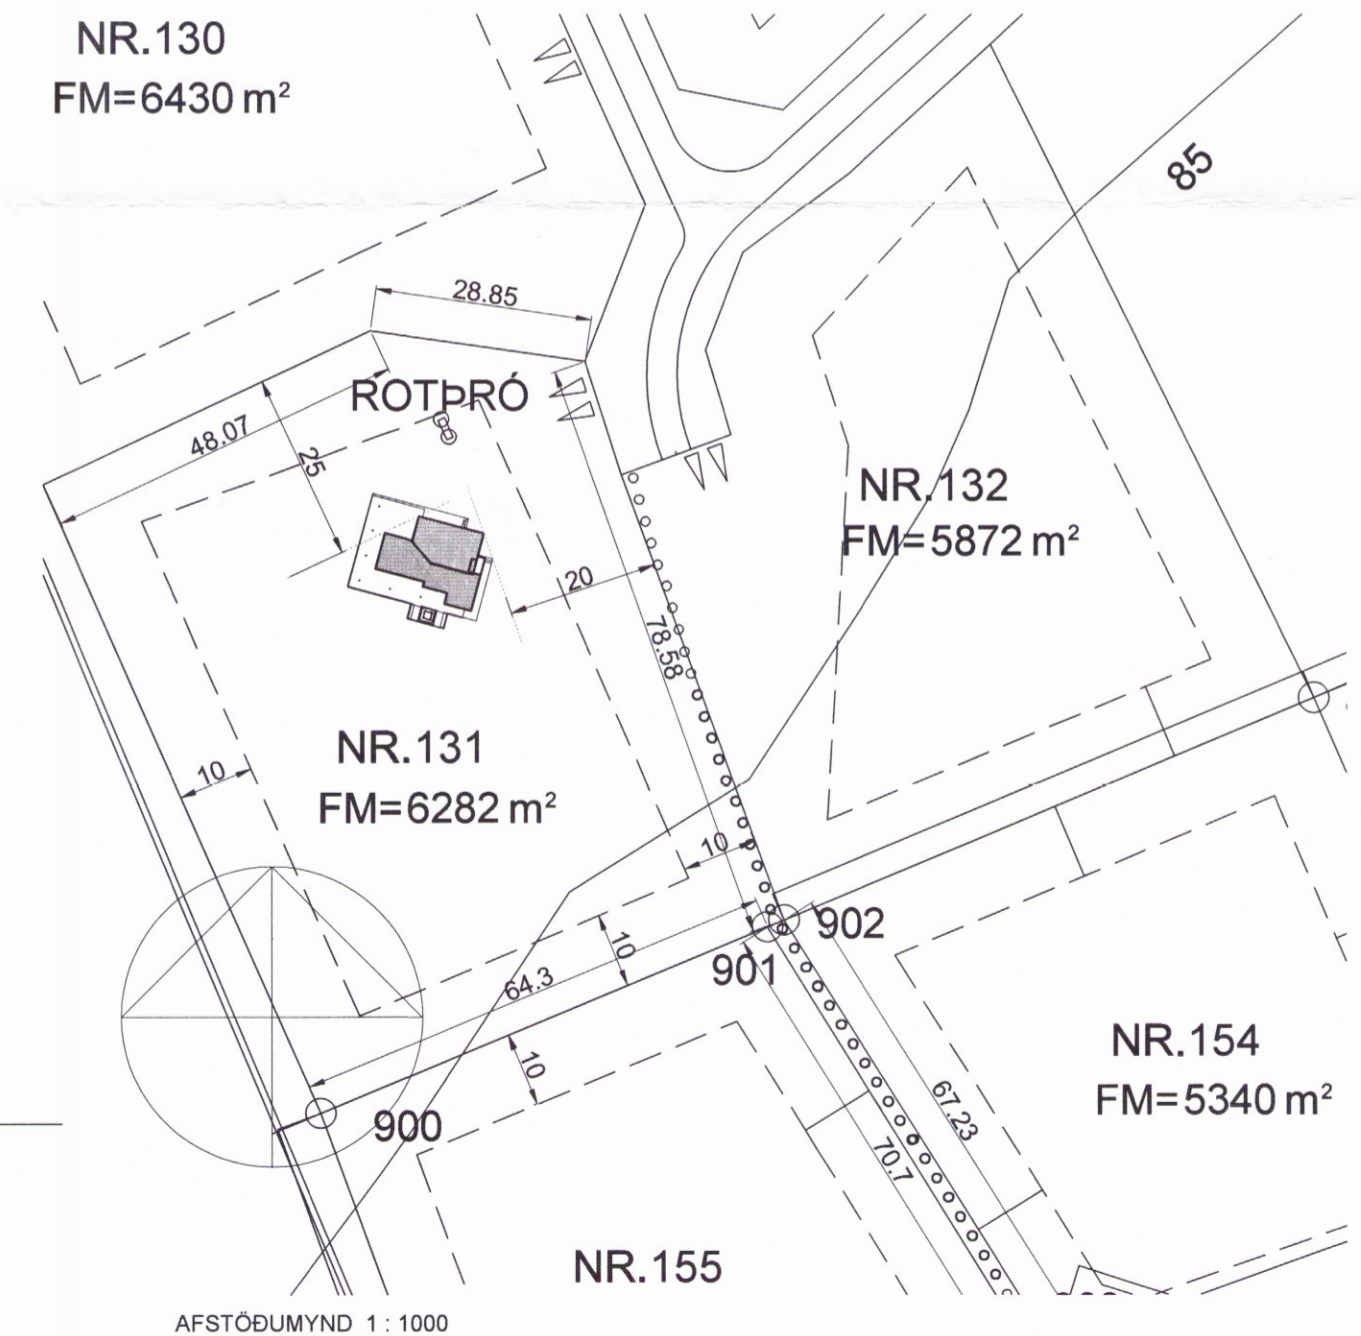 NR.130
FM=6430 m²
85
28.85
ROTÞRÓ
48.07
25
NR.132
FM=5872 m²
20
78.58
NR.131
FM=6282 m²
10
10
902
901
10
64.3
10
900
NR.154
FM=5340 m²
67.23
70.7
NR.155
AFSTÖÐUMYND 1 : 1000